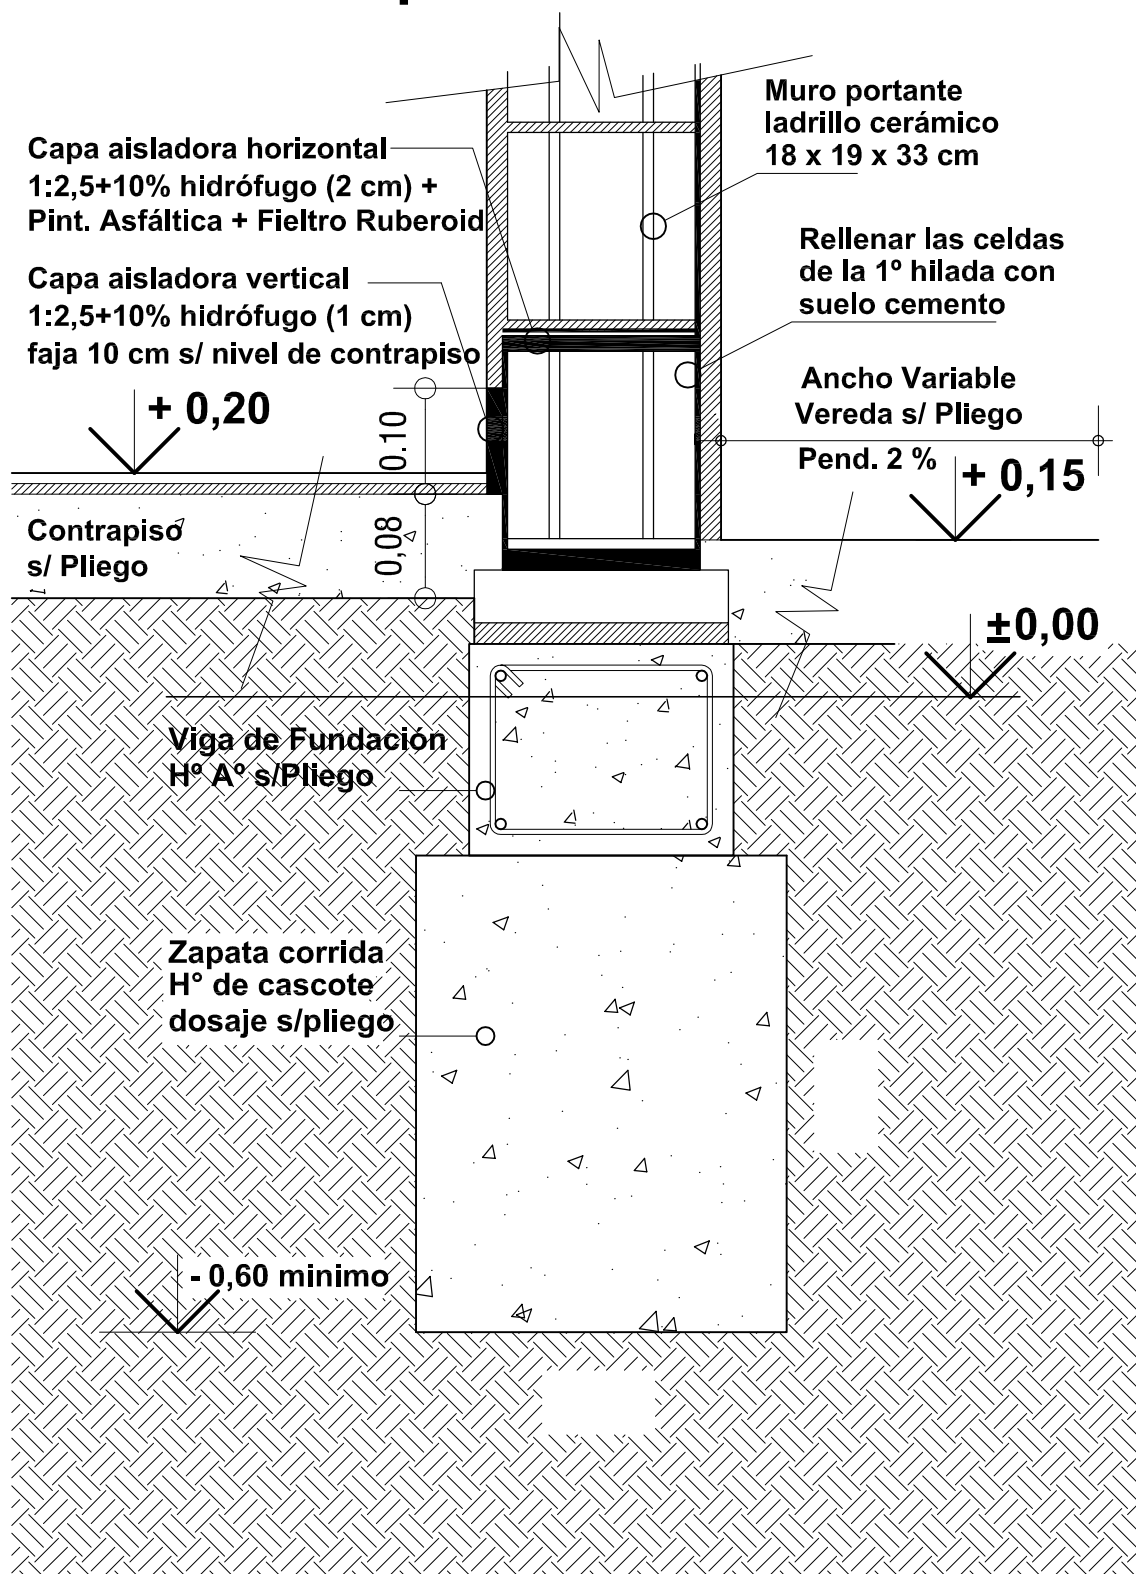 Muro portante
ladrillo cerámico
18 x 19 x 33 cm
Capa aisladora horizontal
1:2,5+10% hidrófugo (2 cm) +
Pint. Asfáltica + Fieltro Ruberoid
Rellenar las celdas
de la 1º hilada con
suelo cemento
Capa aisladora vertical
1:2,5+10% hidrófugo (1 cm)
faja 10 cm s/ nivel de contrapiso
Ancho Variable
Vereda s/ Pliego
Pend. 2 %
+ 0,20
0.10
+ 0,15
Contrapiso
s/ Pliego
0,08
±0,00
Viga de Fundación
Hº Aº s/Pliego
Zapata corrida
H° de cascote
dosaje s/pliego
- 0,60 minimo